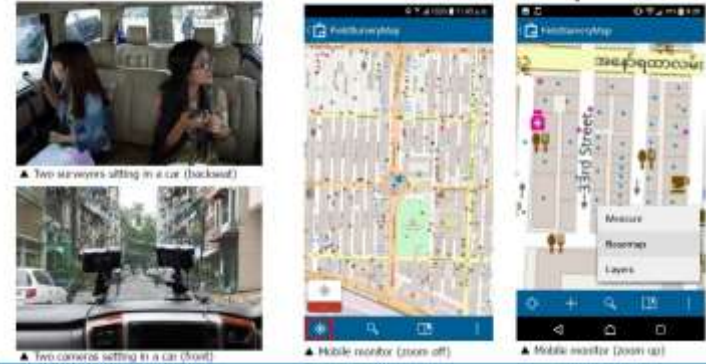 ▲ Two surveyors sitting in a car (backseat)
▲ Two cameras setting in a car (front)
FieldSurveyMap
▲ Mobile monitor (zoom off)
FieldSurveyMap
33rd Street
Measure
Basemap
Layers
▲ Mobile monitor (zoom up)